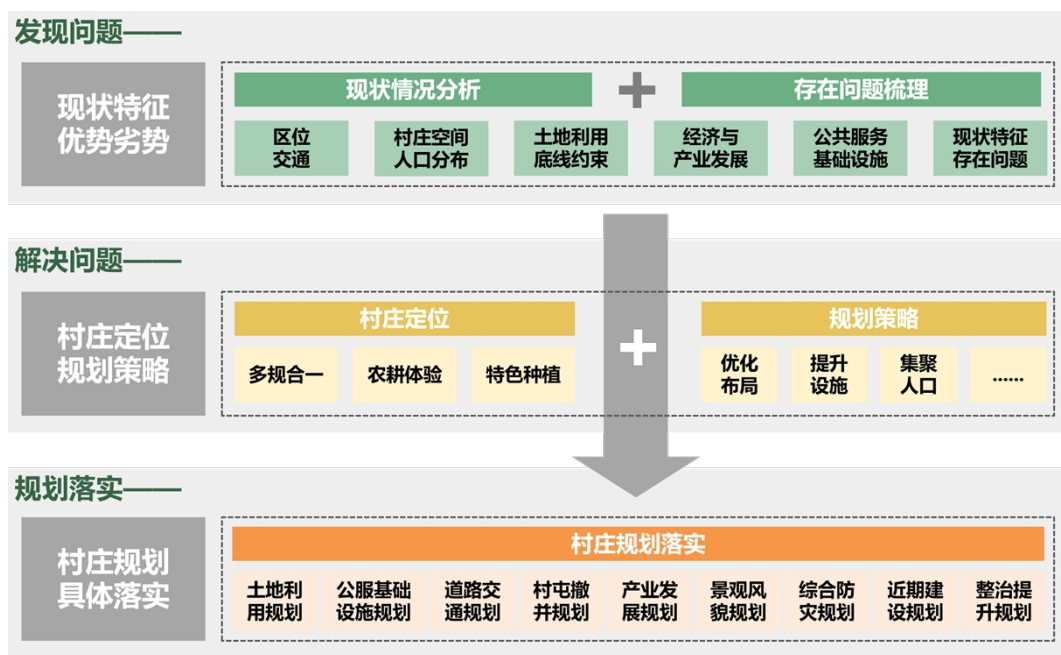 发现问题——
现状特征
优势劣势
现状情况分析
+
存在问题梳理
区位
交通
村庄空间
人口分布
土地利用
底线约束
经济与
产业发展
公共服务
基础设施
现状特征
存在问题
解决问题——
村庄定位
规划策略
村庄定位
+
规划策略
多规合一
农耕体验
特色种植
优化
布局
提升
设施
集聚
人口
……
规划落实——
村庄规划
具体落实
村庄规划落实
土地利
用规划
公服基础
设施规划
道路交
通规划
村屯撤
并规划
产业发
展规划
景观风
貌规划
综合防
灾规划
近期建
设规划
整治提
升规划